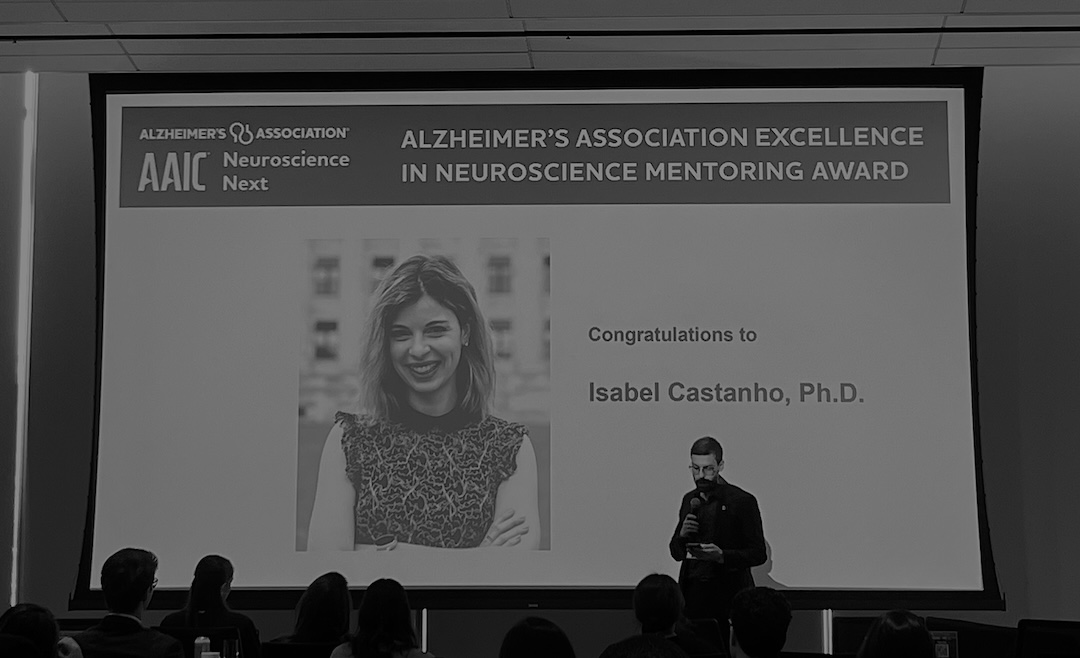 ALZHEIMER'S ASSOCIATION®
AAIC Neuroscience
Next
ALZHEIMER'S ASSOCIATION EXCELLENCE
IN NEUROSCIENCE MENTORING AWARD
Congratulations to
Isabel Castanho, Ph.D.